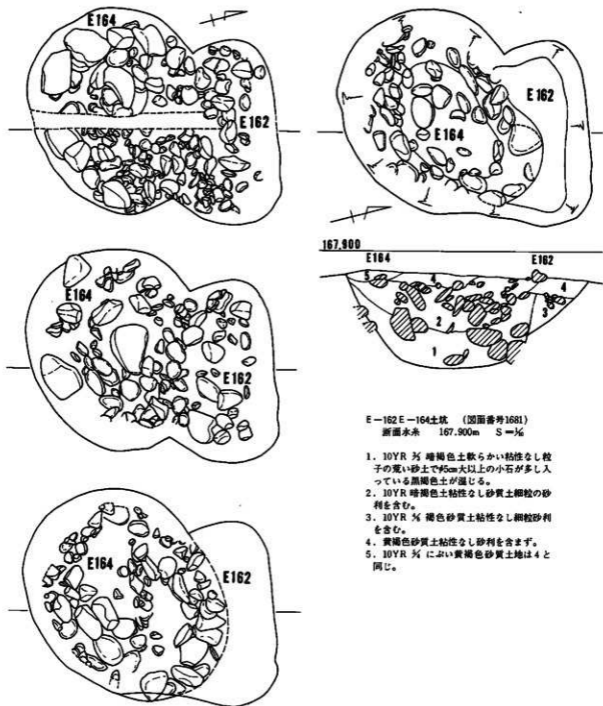 E164
E162
E162
E164
E164
E162
E164
E162
167.900
E164
E162
5
4
4
3
2
1
E-162 E-164土坑 (図面番号1681)
断面水糸 167.900m S=
1. 10YR 暗褐色土軟らかい粘性なし粒
子の荒い砂土で φ5cm大以上の小石が多し入
っている黒褐色土が混じる。
2. 10YR 暗褐色土粘性なし砂質土細粒の砂
利を含む。
3. 10YR 褐色砂質土粘性なし細粒砂利
を含む。
4. 黄褐色砂質土粘性なし砂利を含まず。
5. 10YR にぶい黄褐色砂質土地は4と
同じ。